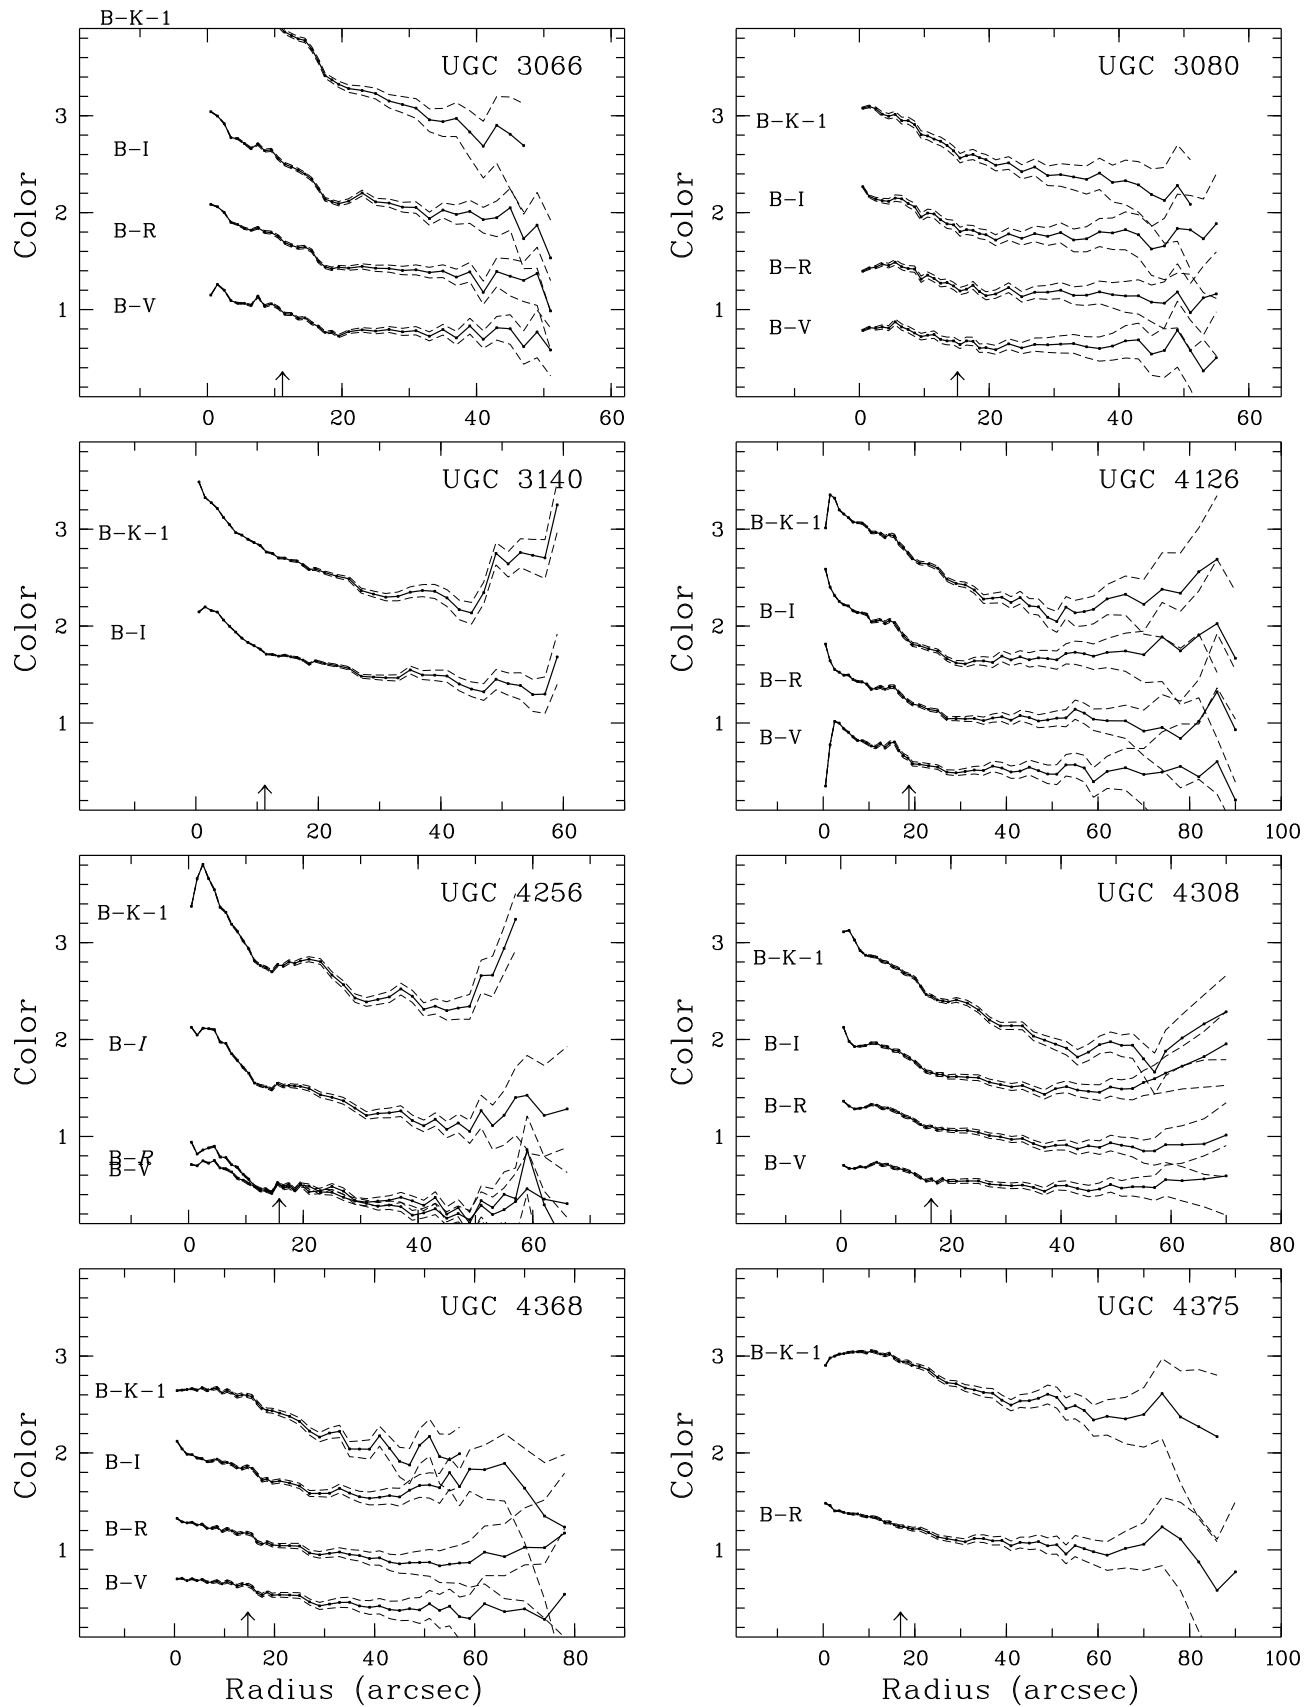 B-K-1
UGC 3066
B-I
B-R
B-V
Color
3
2
1
0 20 40 60
UGC 3080
B-K-1
B-I
B-R
B-V
Color
3
2
1
0 20 40 60
UGC 3140
B-K-1
B-I
Color
3
2
1
0 20 40 60
UGC 4126
B-K-1
B-I
B-R
B-V
Color
3
2
1
0 20 40 60 80 100
UGC 4256
B-K-1
B-I
B-R
B-V
Color
3
2
1
0 20 40 60
UGC 4308
B-K-1
B-I
B-R
B-V
Color
3
2
1
0 20 40 60 80
UGC 4368
B-K-1
B-I
B-R
B-V
Color
3
2
1
0 20 40 60 80
Radius (arcsec)
UGC 4375
B-K-1
B-R
Color
3
2
1
0 20 40 60 80 100
Radius (arcsec)